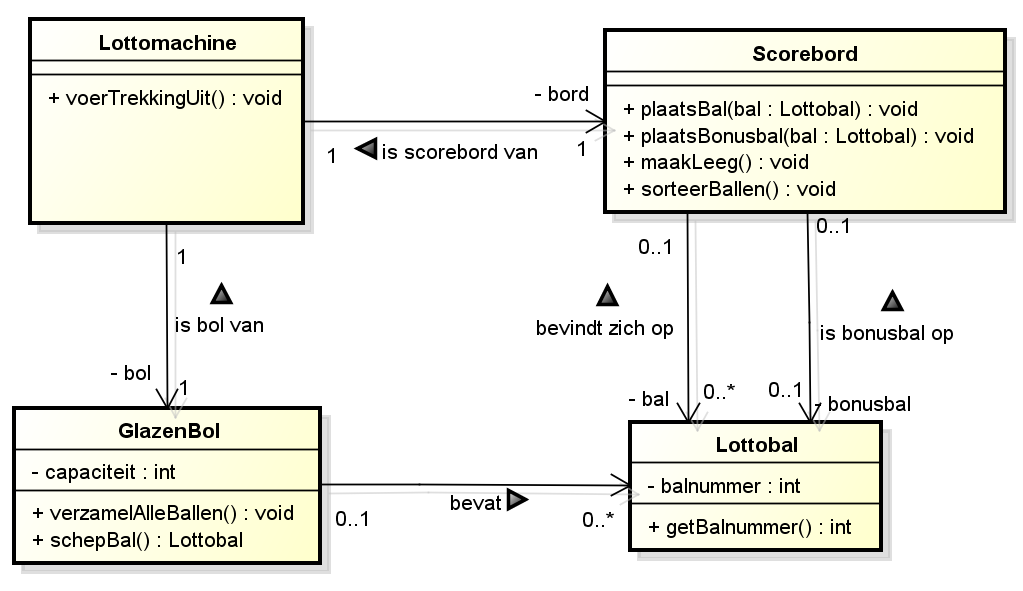 Lottomachine
+ voerTrekkingUit() : void
Scorebord
+ plaatsBal(bal : Lottobal) : void
+ plaatsBonusbal(bal : Lottobal) : void
+ maakLeeg() : void
+ sorteerBallen() : void
- bord
1
is scorebord van
1
1
is bol van
- bol
1
0..1
bevindt zich op
- bal
0..*
0..1
is bonusbal op
0..1
- bonusbal
GlazenBol
- capaciteit : int
+ verzamelAlleBallen() : void
+ schepBal() : Lottobal
0..1
bevat
0..*
Lottobal
- balnummer : int
+ getBalnummer() : int